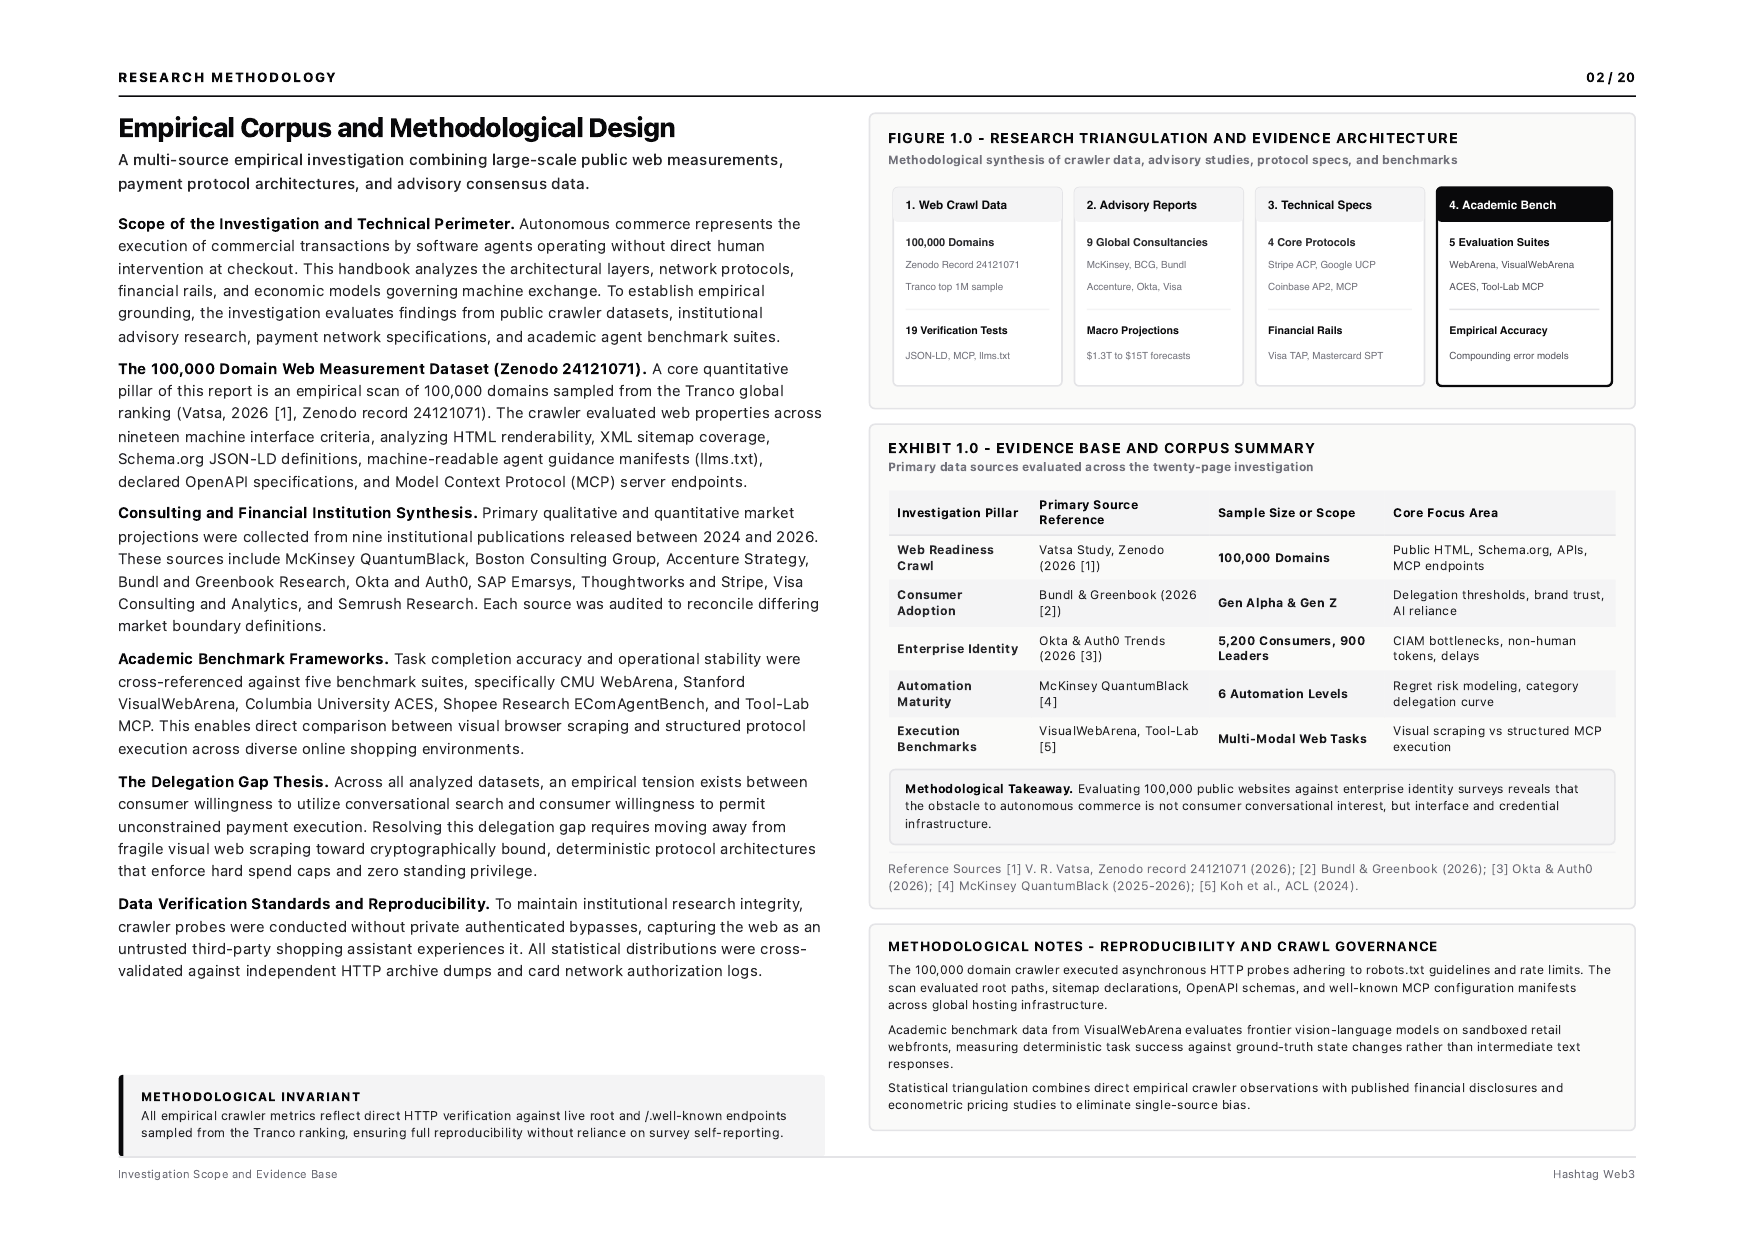 RESEARCH METHODOLOGY
02 / 20
Empirical Corpus and Methodological Design
A multi-source empirical investigation combining large-scale public web measurements,
payment protocol architectures, and advisory consensus data.
Scope of the Investigation and Technical Perimeter. Autonomous commerce represents the
execution of commercial transactions by software agents operating without direct human
intervention at checkout. This handbook analyzes the architectural layers, network protocols,
financial rails, and economic models governing machine exchange. To establish empirical
grounding, the investigation evaluates findings from public crawler datasets, institutional
advisory research, payment network specifications, and academic agent benchmark suites.
The 100,000 Domain Web Measurement Dataset (Zenodo 24121071). A core quantitative
pillar of this report is an empirical scan of 100,000 domains sampled from the Tranco global
ranking (Vatsa, 2026 [1], Zenodo record 24121071). The crawler evaluated web properties across
nineteen machine interface criteria, analyzing HTML renderability, XML sitemap coverage,
Schema.org JSON-LD definitions, machine-readable agent guidance manifests (llms.txt),
declared OpenAPI specifications, and Model Context Protocol (MCP) server endpoints.
Consulting and Financial Institution Synthesis. Primary qualitative and quantitative market
projections were collected from nine institutional publications released between 2024 and 2026.
These sources include McKinsey QuantumBlack, Boston Consulting Group, Accenture Strategy,
Bundl and Greenbook Research, Okta and Auth0, SAP Emarsys, Thoughtworks and Stripe, Visa
Consulting and Analytics, and Semrush Research. Each source was audited to reconcile differing
market boundary definitions.
Academic Benchmark Frameworks. Task completion accuracy and operational stability were
cross-referenced against five benchmark suites, specifically CMU WebArena, Stanford
VisualWebArena, Columbia University ACES, Shopee Research EComAgentBench, and Tool-Lab
MCP. This enables direct comparison between visual browser scraping and structured protocol
execution across diverse online shopping environments.
The Delegation Gap Thesis. Across all analyzed datasets, an empirical tension exists between
consumer willingness to utilize conversational search and consumer willingness to permit
unconstrained payment execution. Resolving this delegation gap requires moving away from
fragile visual web scraping toward cryptographically bound, deterministic protocol architectures
that enforce hard spend caps and zero standing privilege.
Data Verification Standards and Reproducibility. To maintain institutional research integrity,
crawler probes were conducted without private authenticated bypasses, capturing the web as an
untrusted third-party shopping assistant experiences it. All statistical distributions were cross-
validated against independent HTTP archive dumps and card network authorization logs.
METHODOLOGICAL INVARIANT
All empirical crawler metrics reflect direct HTTP verification against live root and /.well-known endpoints
sampled from the Tranco ranking, ensuring full reproducibility without reliance on survey self-reporting.
FIGURE 1.0 - RESEARCH TRIANGULATION AND EVIDENCE ARCHITECTURE
Methodological synthesis of crawler data, advisory studies, protocol specs, and benchmarks
1. Web Crawl Data
100,000 Domains
Zenodo Record 24121071
Tranco top 1M sample
19 Verification Tests
JSON-LD, MCP, llms.txt
2. Advisory Reports
9 Global Consultancies
McKinsey, BCG, Bundl
Accenture, Okta, Visa
Macro Projections
$1.3T to $15T forecasts
3. Technical Specs
4 Core Protocols
Stripe ACP, Google UCP
Coinbase AP2, MCP
Financial Rails
Visa TAP, Mastercard SPT
4. Academic Bench
5 Evaluation Suites
WebArena, VisualWebArena
ACES, Tool-Lab MCP
Empirical Accuracy
Compounding error models
EXHIBIT 1.0 - EVIDENCE BASE AND CORPUS SUMMARY
Primary data sources evaluated across the twenty-page investigation
Investigation Pillar
Primary Source
Reference
Sample Size or Scope
Core Focus Area
Web Readiness
Crawl
Vatsa Study, Zenodo
(2026 [1])
100,000 Domains
Public HTML, Schema.org, APIs,
MCP endpoints
Consumer
Adoption
Bundl & Greenbook (2026
[2])
Gen Alpha & Gen Z
Delegation thresholds, brand trust,
AI reliance
Enterprise Identity
Okta & Auth0 Trends
(2026 [3])
5,200 Consumers, 900
Leaders
CIAM bottlenecks, non-human
tokens, delays
Automation
Maturity
McKinsey QuantumBlack
[4]
6 Automation Levels
Regret risk modeling, category
delegation curve
Execution
Benchmarks
VisualWebArena, Tool-Lab
[5]
Multi-Modal Web Tasks
Visual scraping vs structured MCP
execution
Methodological Takeaway. Evaluating 100,000 public websites against enterprise identity surveys reveals that
the obstacle to autonomous commerce is not consumer conversational interest, but interface and credential
infrastructure.
Reference Sources [1] V. R. Vatsa, Zenodo record 24121071 (2026); [2] Bundl & Greenbook (2026); [3] Okta & Auth0
(2026); [4] McKinsey QuantumBlack (2025-2026); [5] Koh et al., ACL (2024).
METHODOLOGICAL NOTES - REPRODUCIBILITY AND CRAWL GOVERNANCE
The 100,000 domain crawler executed asynchronous HTTP probes adhering to robots.txt guidelines and rate limits. The
scan evaluated root paths, sitemap declarations, OpenAPI schemas, and well-known MCP configuration manifests
across global hosting infrastructure.
Academic benchmark data from VisualWebArena evaluates frontier vision-language models on sandboxed retail
webfronts, measuring deterministic task success against ground-truth state changes rather than intermediate text
responses.
Statistical triangulation combines direct empirical crawler observations with published financial disclosures and
econometric pricing studies to eliminate single-source bias.
Investigation Scope and Evidence Base
Hashtag Web3